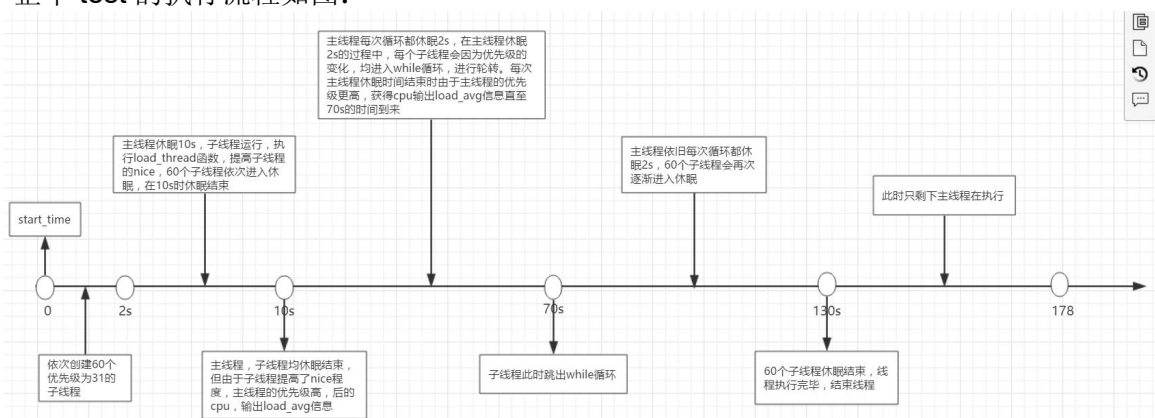 整个 test 的执行流程如图:
主线程每次循环都休眠2s，在主线程休眠
2s的过程中，每个子线程会因为优先级的
变化，均进入while循环，进行轮转。每次
主线程休眠时间结束时由于主线程的优先
级更高，获得cpu输出load_avg信息直至
70s的时间到来
主线程休眠10s，子线程运行，执
行load_thread函数，提高子线程
的nice，60个子线程依次进入休
眠，在10s时休眠结束
主线程依旧每次循环都休
眠2s，60个子线程会再次
逐渐进入休眠
此时只剩下主线程在执行
start_time
0
2s
10s
70s
130s
178
依次创建60个
优先级为31的
子线程
主线程，子线程均休眠结束，
但由于子线程提高了nice程
度，主线程的优先级高，后的
cpu，输出load_avg信息
子线程此时跳出while循环
60个子线程休眠结束，线
程执行完毕，结束线程